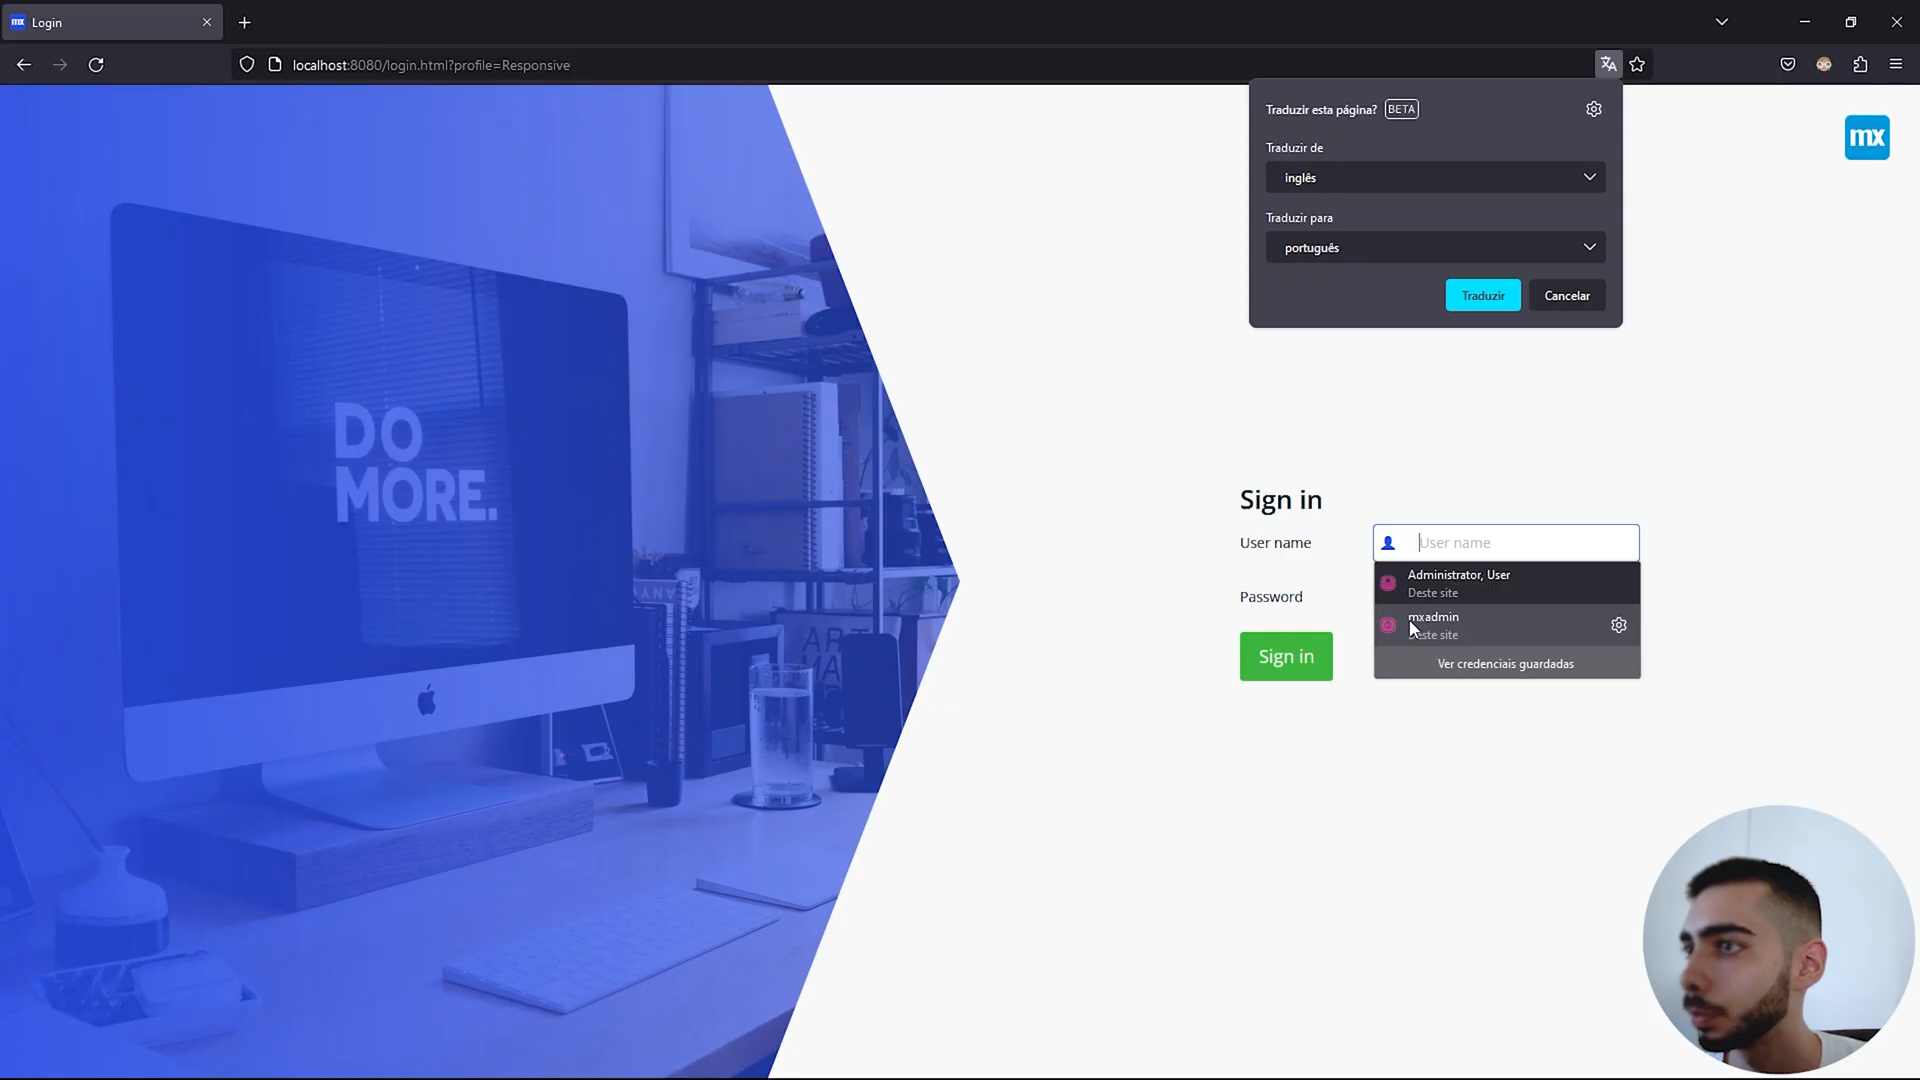 mx Login
localhost:8080/login.html?profile=Responsive
Traduzir esta página? BETA
Traduzir de
inglês
Traduzir para
português
Traduzir Cancelar
mx
DO
MORE.
Sign in
User name User name
Administrator, User
Deste site
Password
mxadmin
Sign in
Ver credenciais guardadas